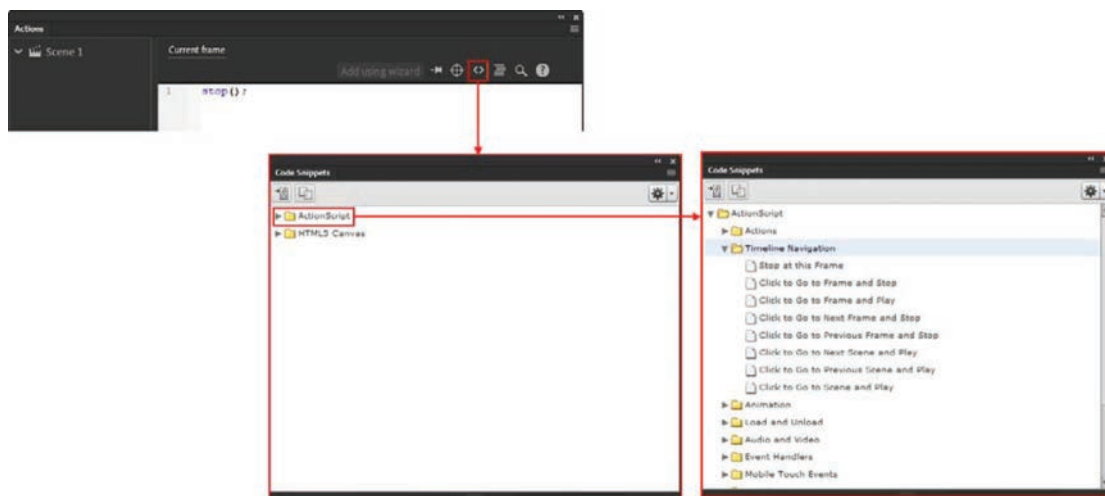 Actions
Scene 1
Current frame
Add using wizard
1 stop();
Code Snippets
ActionScript
HTML5 Canvas
Code Snippets
ActionScript
Actions
Timeline Navigation
Stop at this Frame
Click to Go to Frame and Stop
Click to Go to Frame and Play
Click to Go to Next Frame and Stop
Click to Go to Previous Frame and Stop
Click to Go to Next Scene and Play
Click to Go to Previous Scene and Play
Click to Go to Scene and Play
Animation
Load and Unload
Audio and Video
Event Handlers
Mobile Touch Events